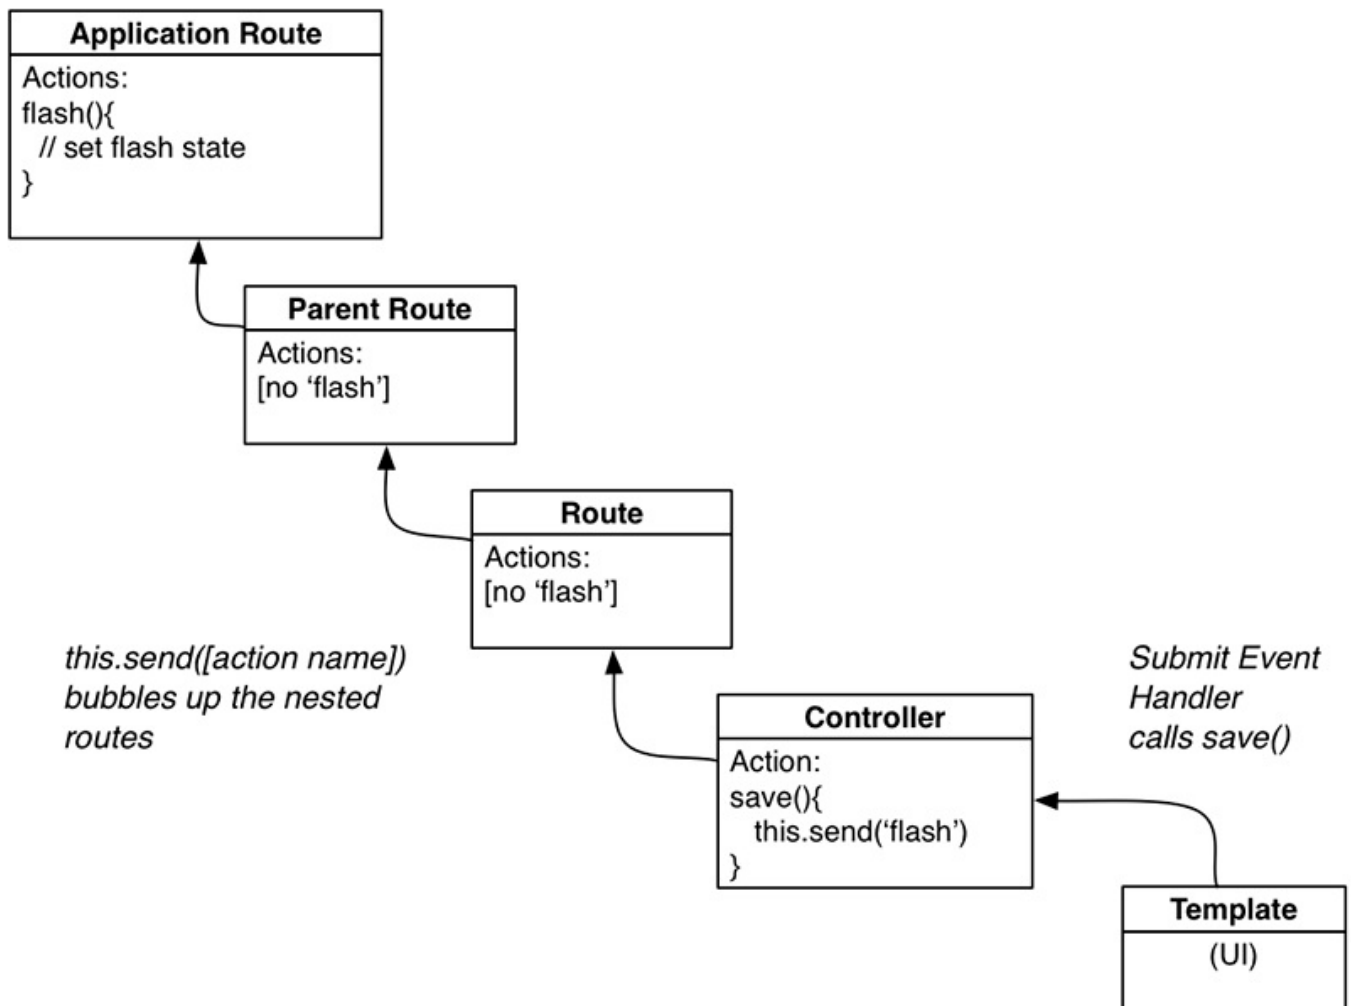 Application Route
Actions:
flash(){
// set flash state
}
Parent Route
Actions:
[no ‘flash’]
Route
Actions:
[no ‘flash’]
this.send([action name])
bubbles up the nested
routes
Submit Event
Handler
calls save()
Controller
Action:
save(){
this.send(‘flash’)
}
Template
(UI)